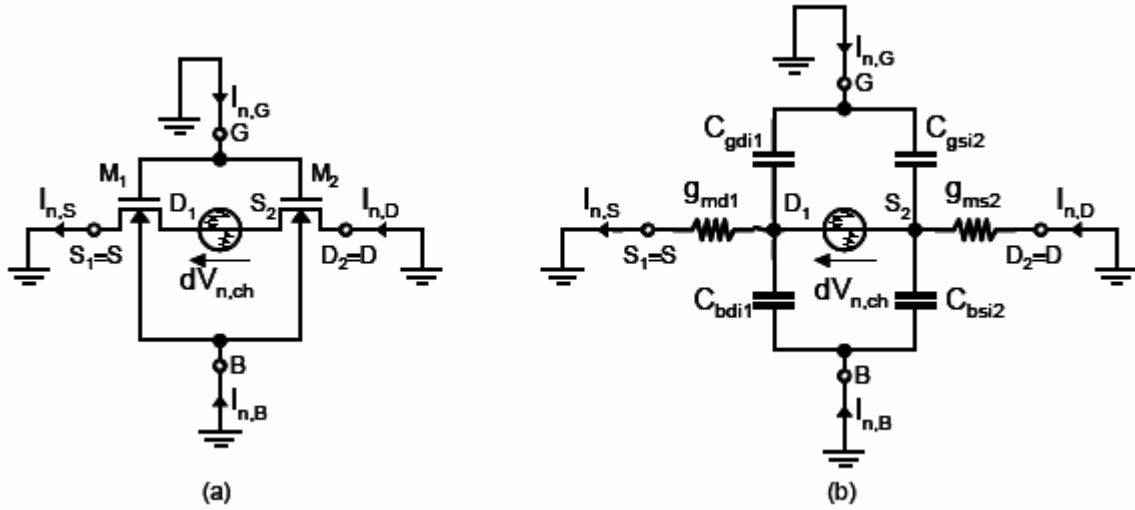 I_{n,G}
G
M_1
M_2
I_{n,S}
D_1
S_2
I_{n,D}
S_1=S
D_2=D
dV_{n,ch}
B
I_{n,B}
(a)
I_{n,G}
G
C_{gdi1}
C_{gsi2}
I_{n,S}
g_{md1}
D_1
S_2
g_{ms2}
I_{n,D}
S_1=S
D_2=D
dV_{n,ch}
C_{bdi1}
C_{bsi2}
B
I_{n,B}
(b)